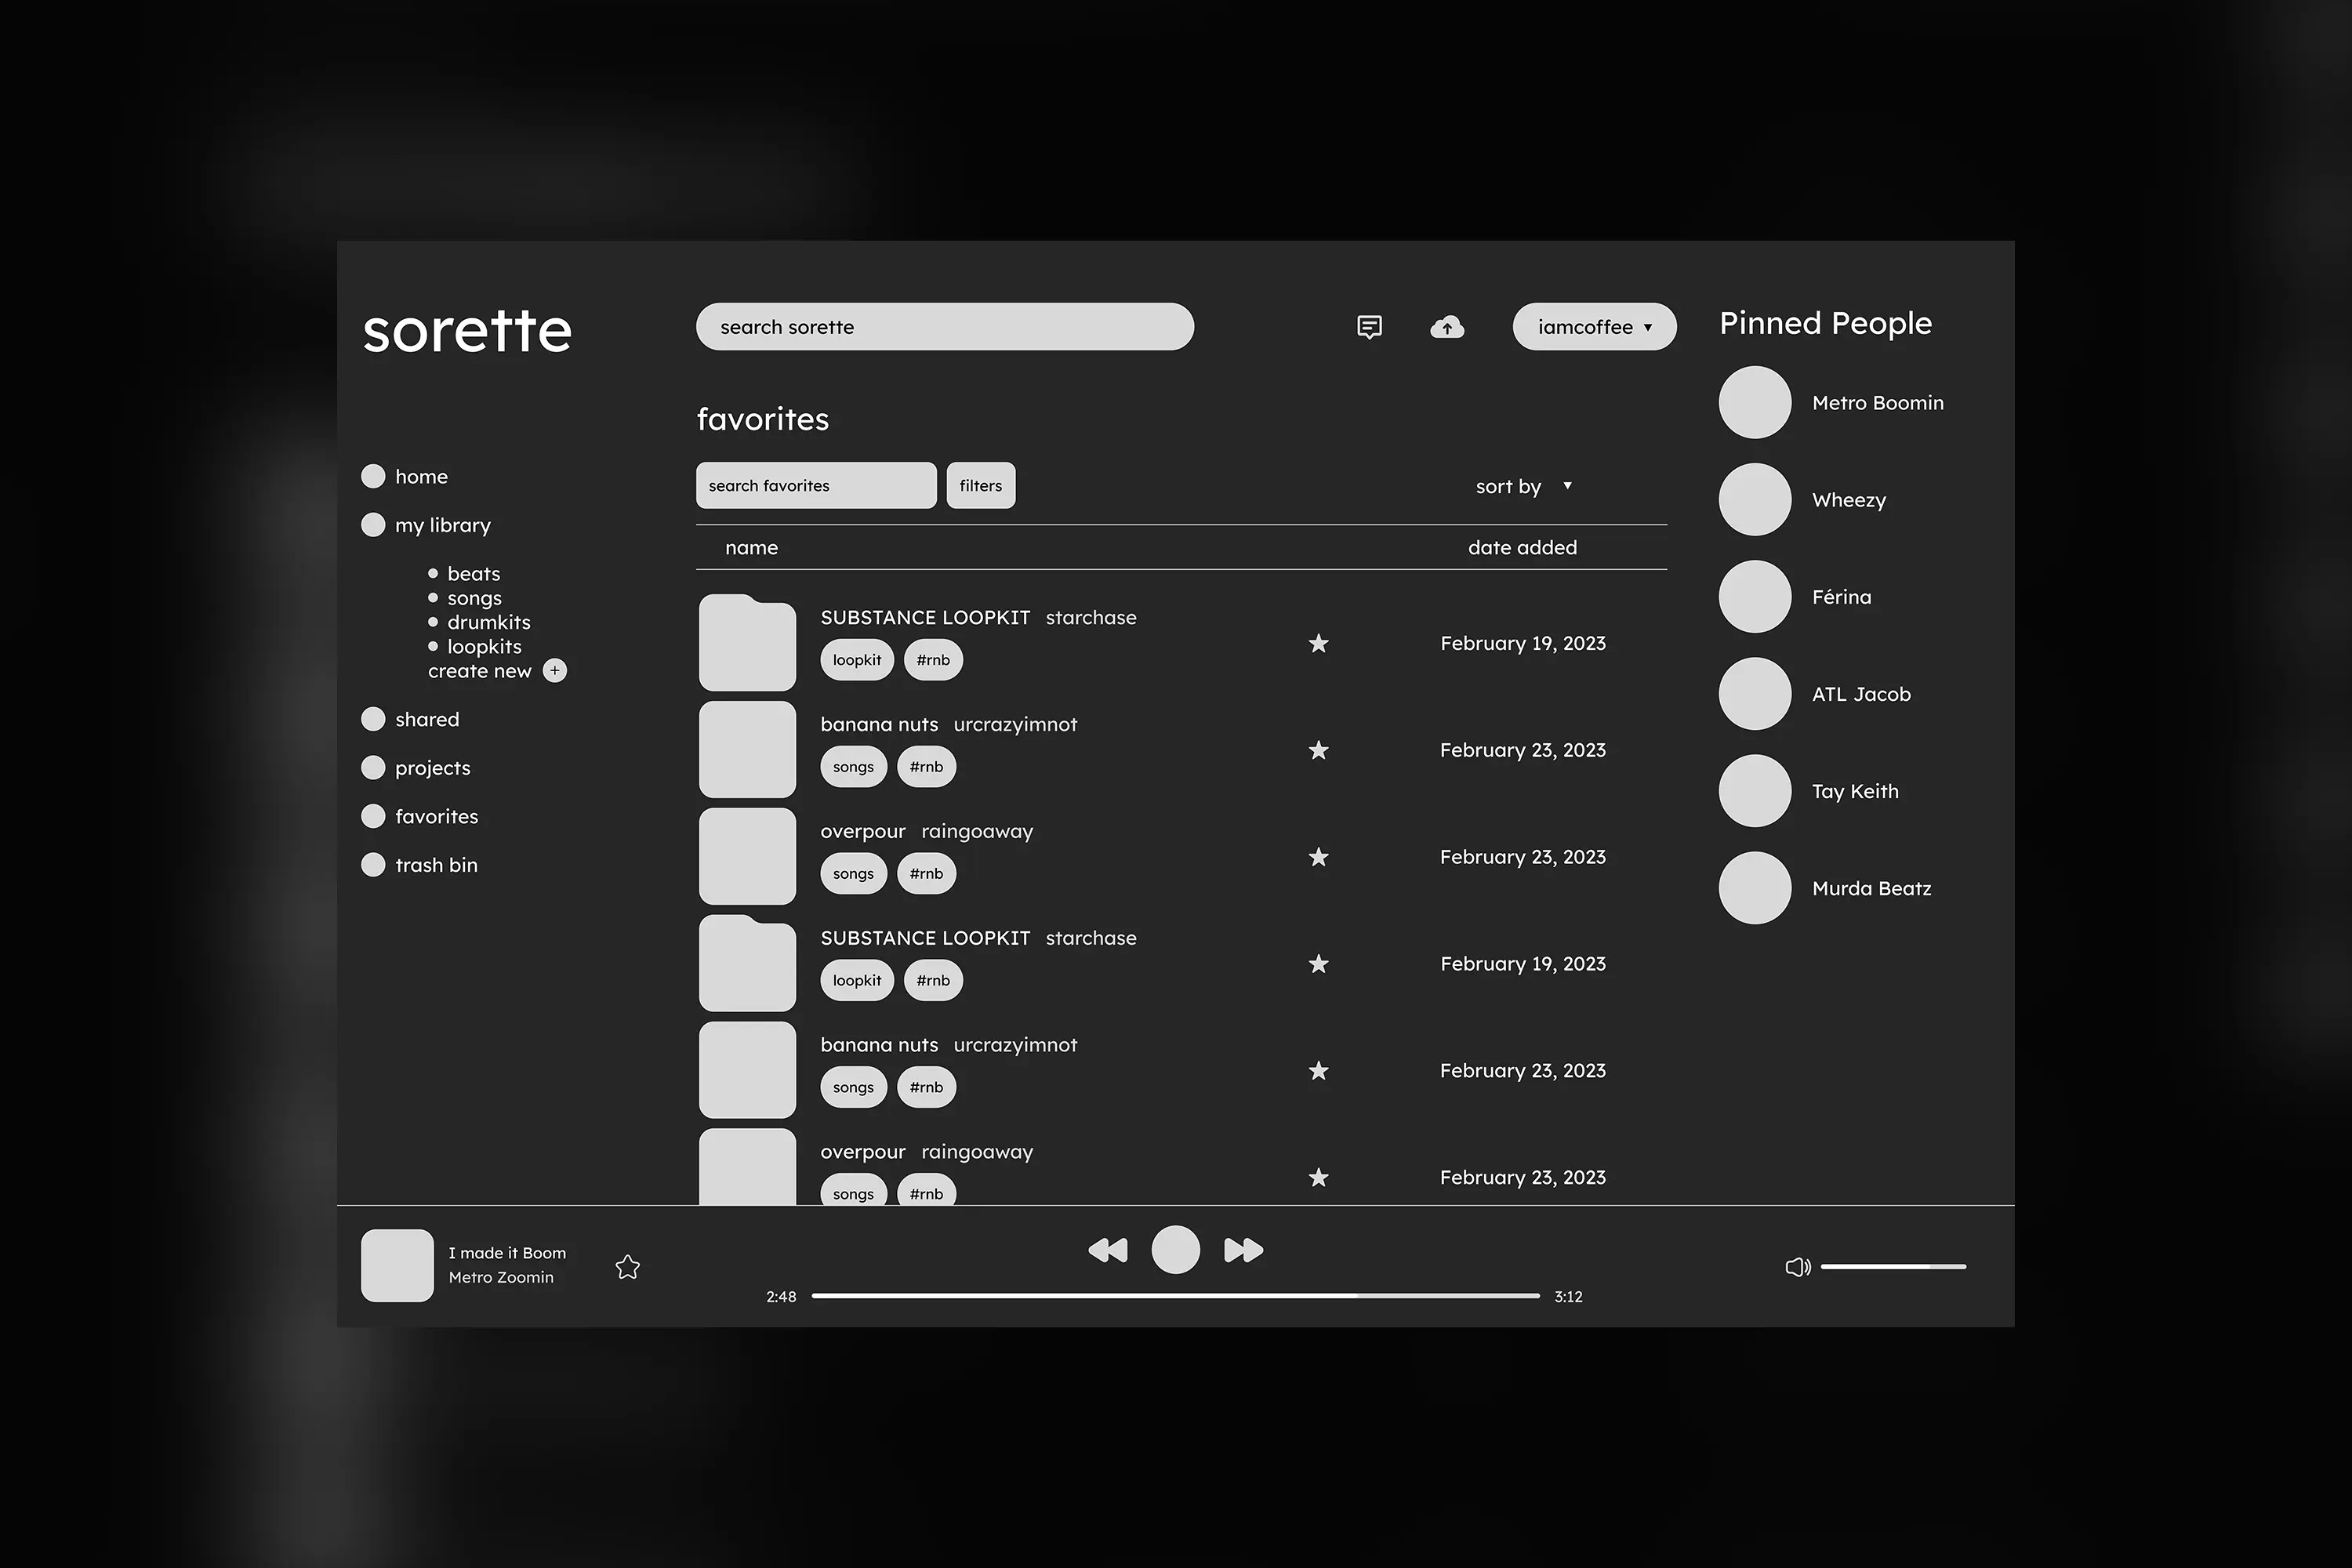 sorette
search sorette
iamcoffee
Pinned People
home
my library
beats
songs
drumkits
loopkits
create new +
shared
projects
favorites
trash bin
favorites
search favorites
filters
sort by
name
date added
SUBSTANCE LOOPKIT starchase
loopkit #rnb
February 19, 2023
banana nuts urcrazyimnot
songs #rnb
February 23, 2023
overpour raingoaway
songs #rnb
February 23, 2023
SUBSTANCE LOOPKIT starchase
loopkit #rnb
February 19, 2023
banana nuts urcrazyimnot
songs #rnb
February 23, 2023
overpour raingoaway
songs #rnb
February 23, 2023
Metro Boomin
Wheezy
Férina
ATL Jacob
Tay Keith
Murda Beatz
I made it Boom
Metro Zoomin
2:48
3:12